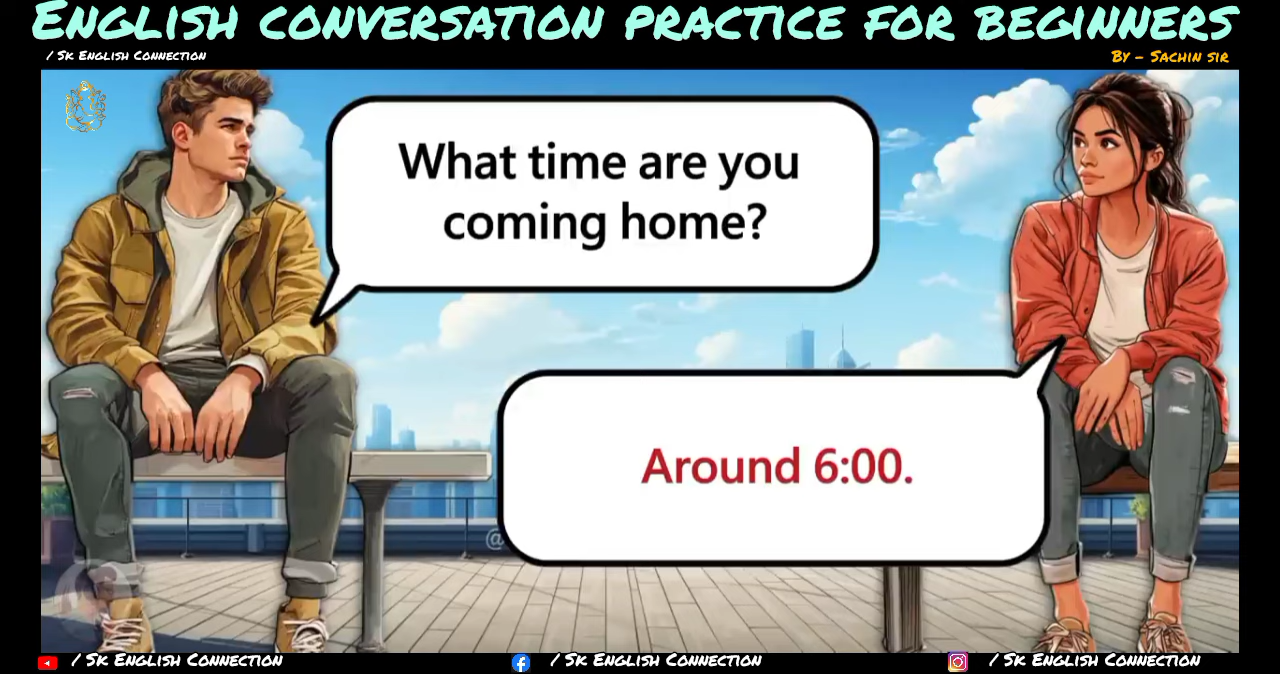 English conversation practice for beginners
/ Sk English Connection
By - Sachin sir
What time are you
coming home?
Around 6:00.
@
/ Sk English Connection
/ Sk English Connection
/ Sk English Connection